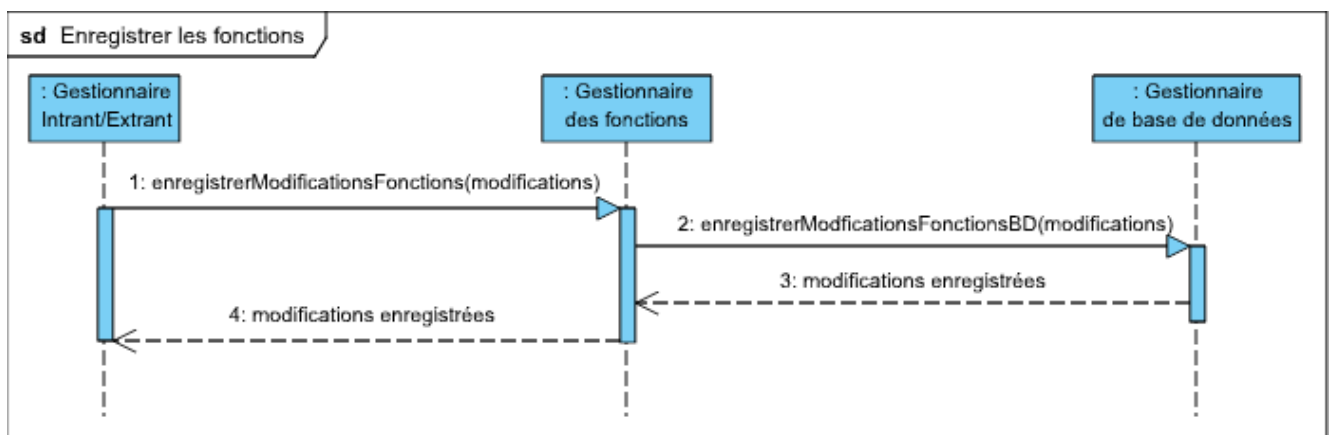 sd Enregistrer les fonctions
: Gestionnaire
Intrant/Extrant
: Gestionnaire
des fonctions
: Gestionnaire
de base de données
1: enregistrerModificationsFonctions(modifications)
2: enregistrerModficationsFonctionsBD(modifications)
3: modifications enregistrées
4: modifications enregistrées